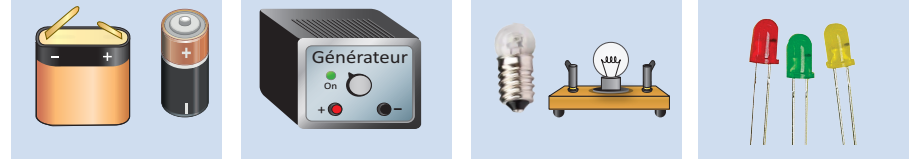 − +
+
Générateur
On
+ −